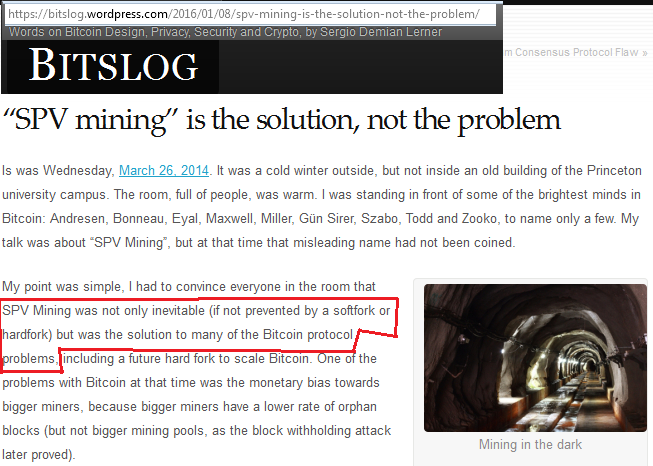 https://bitslog.wordpress.com/2016/01/08/spv-mining-is-the-solution-not-the-problem/
Words on Bitcoin Design, Privacy, Security and Crypto, by Sergio Demian Lerner
m Consensus Protocol Flaw »
BITSLOG
“SPV mining” is the solution, not the problem
Is was Wednesday, March 26, 2014. It was a cold winter outside, but not inside an old building of the Princeton
university campus. The room, full of people, was warm. I was standing in front of some of the brightest minds in
Bitcoin: Andresen, Bonneau, Eyal, Maxwell, Miller, Gün Sirer, Szabo, Todd and Zooko, to name only a few. My
talk was about “SPV Mining”, but at that time that misleading name had not been coined.
My point was simple, I had to convince everyone in the room that
SPV Mining was not only inevitable (if not prevented by a softfork or
hardfork) but was the solution to many of the Bitcoin protocol
problems, including a future hard fork to scale Bitcoin. One of the
problems with Bitcoin at that time was the monetary bias towards
bigger miners, because bigger miners have a lower rate of orphan
blocks (but not bigger mining pools, as the block withholding attack
later proved).
Mining in the dark